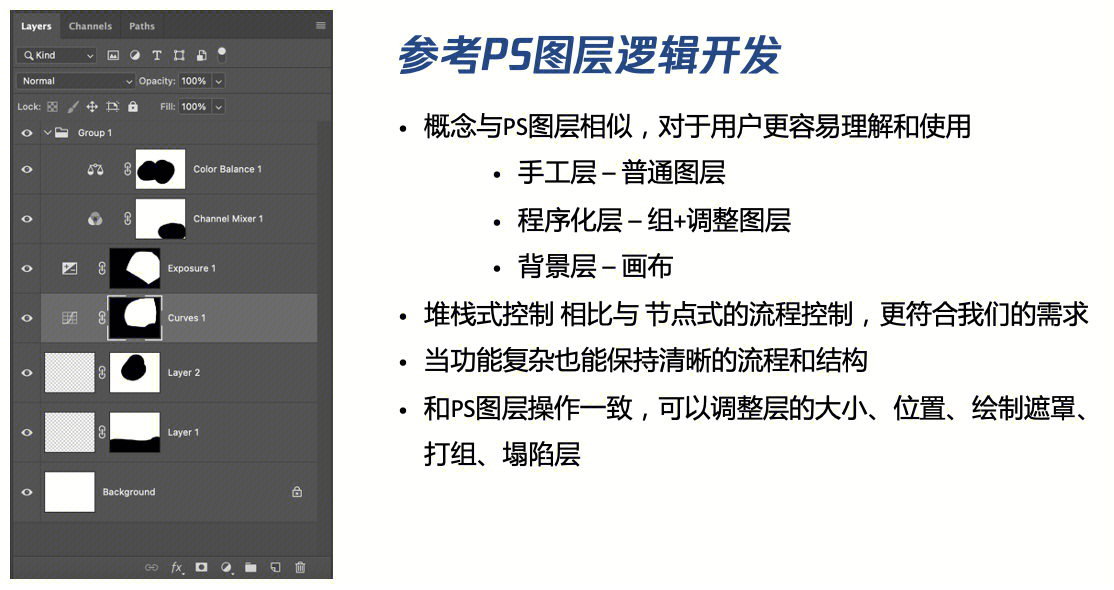 Layers Channels Paths
Kind
Normal Opacity: 100%
Lock: Fill: 100%
Group 1
Color Balance 1
Channel Mixer 1
Exposure 1
Curves 1
Layer 2
Layer 1
Background
fx
参考PS图层逻辑开发
• 概念与PS图层相似，对于用户更容易理解和使用
• 手工层 – 普通图层
• 程序化层 – 组+调整图层
• 背景层 – 画布
• 堆栈式控制 相比与 节点式的流程控制，更符合我们的需求
• 当功能复杂也能保持清晰的流程和结构
• 和PS图层操作一致，可以调整层的大小、位置、绘制遮罩、
打组、塌陷层